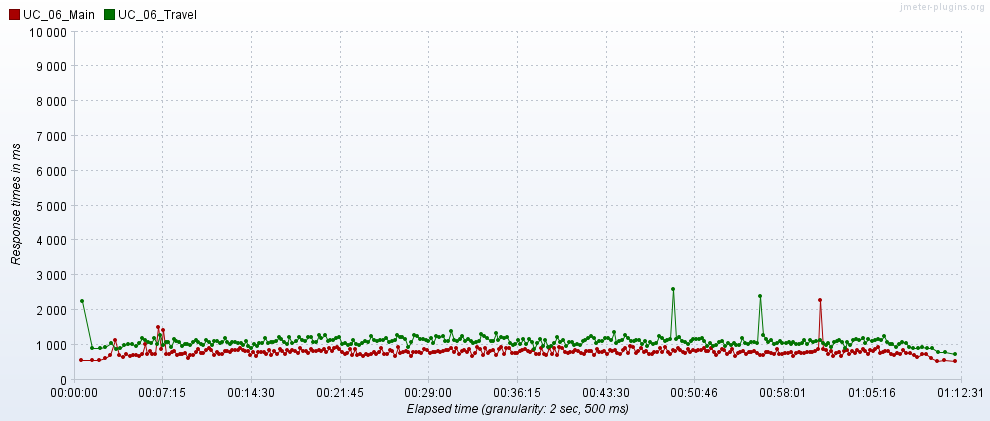 UC_06_Main UC_06_Travel
jmeter-plugins.org
10 000
9 000
8 000
7 000
6 000
5 000
4 000
3 000
2 000
1 000
0
Response times in ms
00:00:00 00:07:15 00:14:30 00:21:45 00:29:00 00:36:15 00:43:30 00:50:46 00:58:01 01:05:16 01:12:31
Elapsed time (granularity: 2 sec, 500 ms)